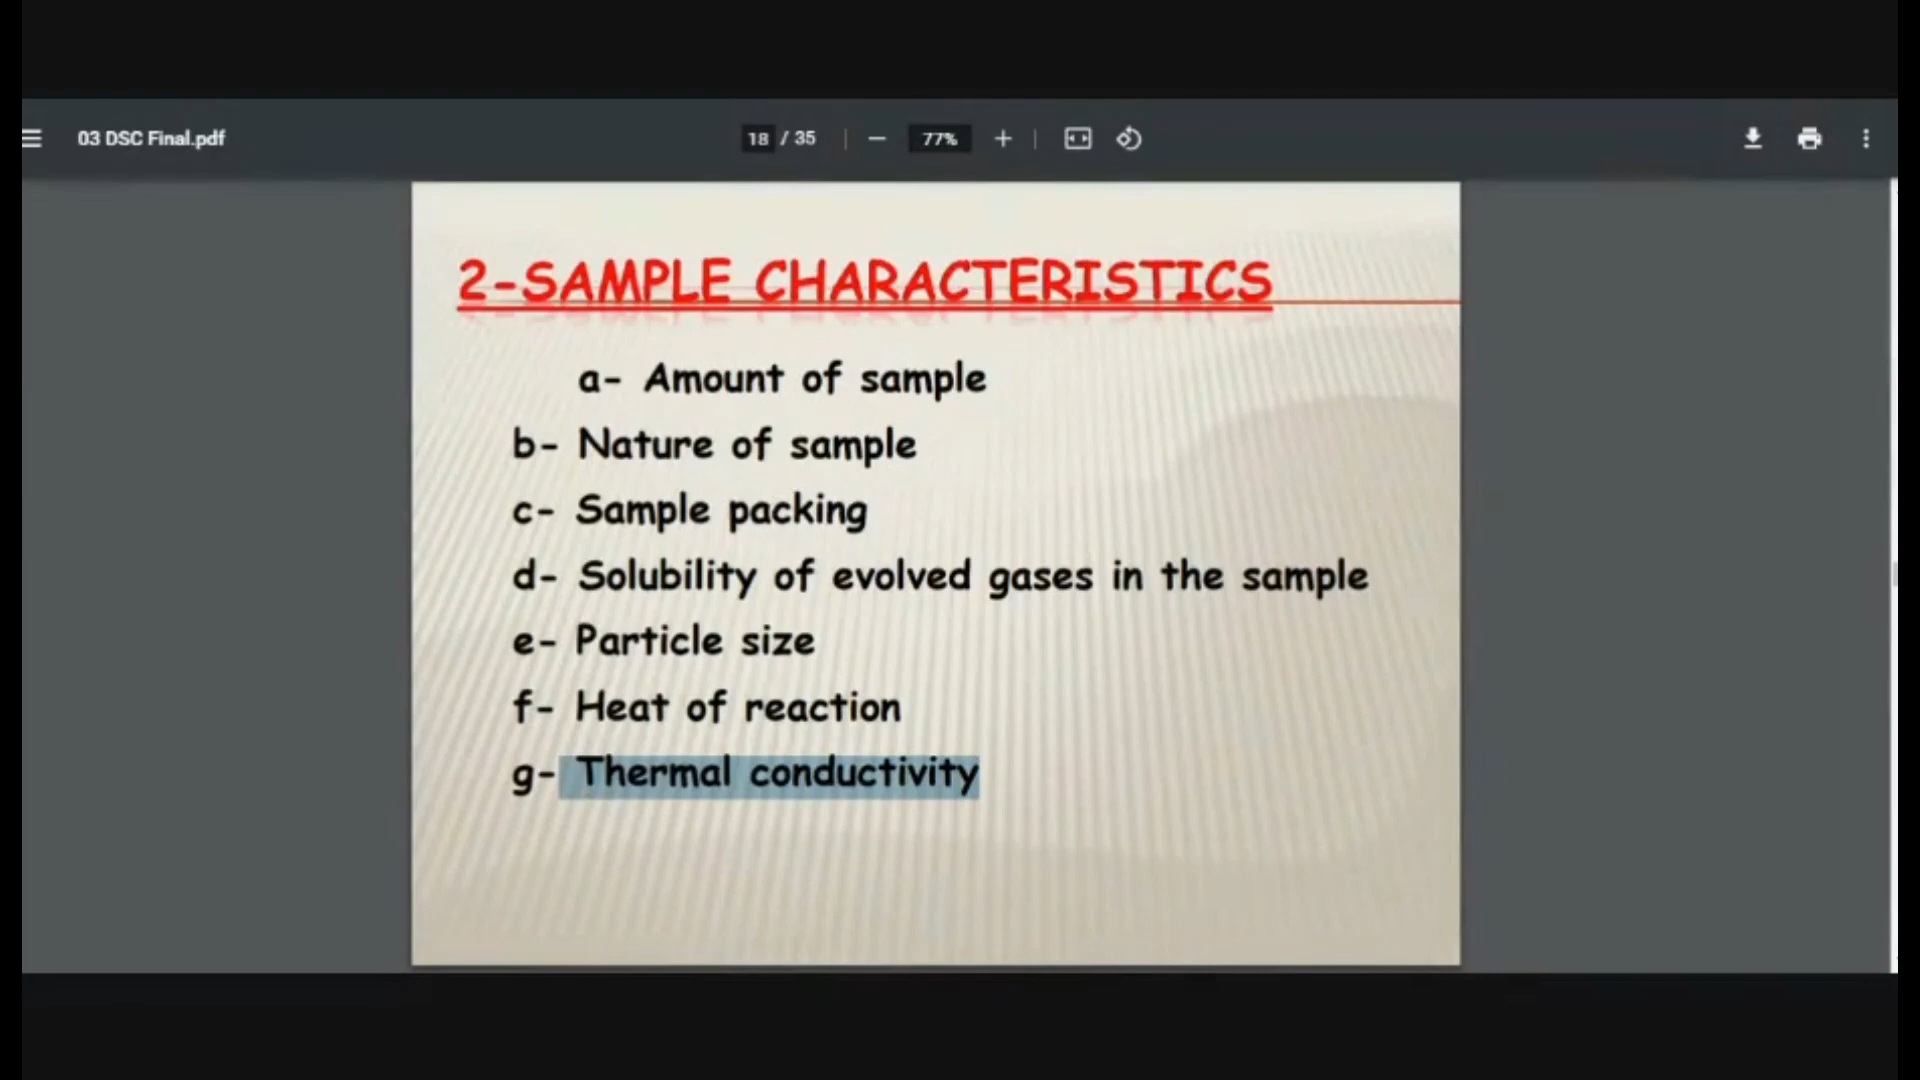 03 DSC Final.pdf
18 / 35
77%
2-SAMPLE CHARACTERISTICS
a- Amount of sample
b- Nature of sample
c- Sample packing
d- Solubility of evolved gases in the sample
e- Particle size
f- Heat of reaction
g- Thermal conductivity